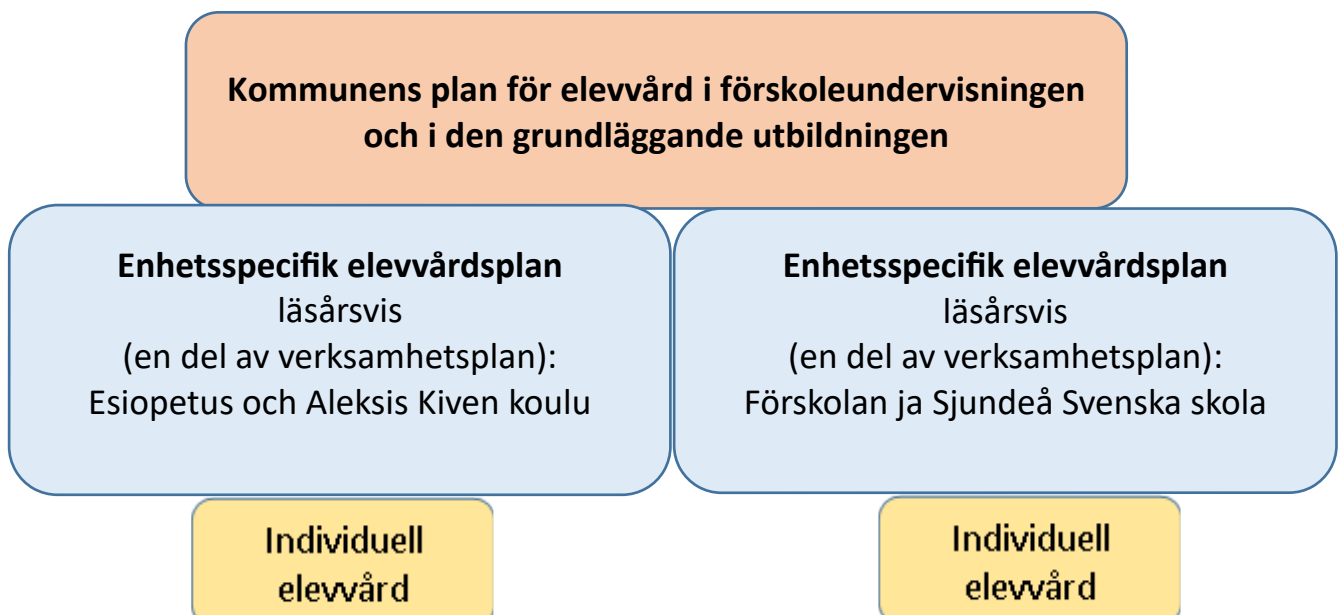 Kommunens plan för elevvård i förskoleundervisningen
och i den grundläggande utbildningen
Enhetsspecifik elevvårdsplan
läsårsvis
(en del av verksamhetsplan):
Esiopetus och Aleksis Kiven koulu
Enhetsspecifik elevvårdsplan
läsårsvis
(en del av verksamhetsplan):
Förskolan ja Sjundeå Svenska skola
Individuell
elevvård
Individuell
elevvård